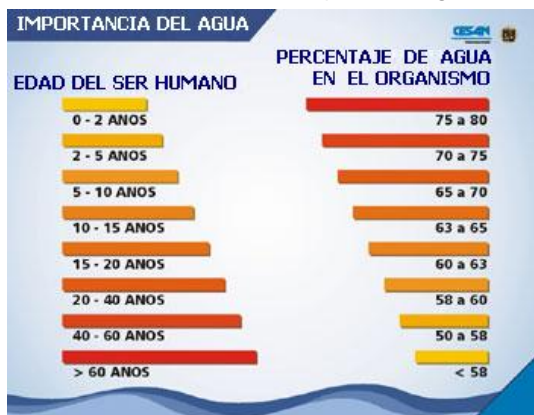 IMPORTANCIA DEL AGUA
CESAN
EDAD DEL SER HUMANO
PERCENTAJE DE AGUA
EN EL ORGANISMO
0 - 2 ANOS
75 a 80
2 - 5 ANOS
70 a 75
5 - 10 ANOS
65 a 70
10 - 15 ANOS
63 a 65
15 - 20 ANOS
60 a 63
20 - 40 ANOS
58 a 60
40 - 60 ANOS
50 a 58
> 60 ANOS
< 58